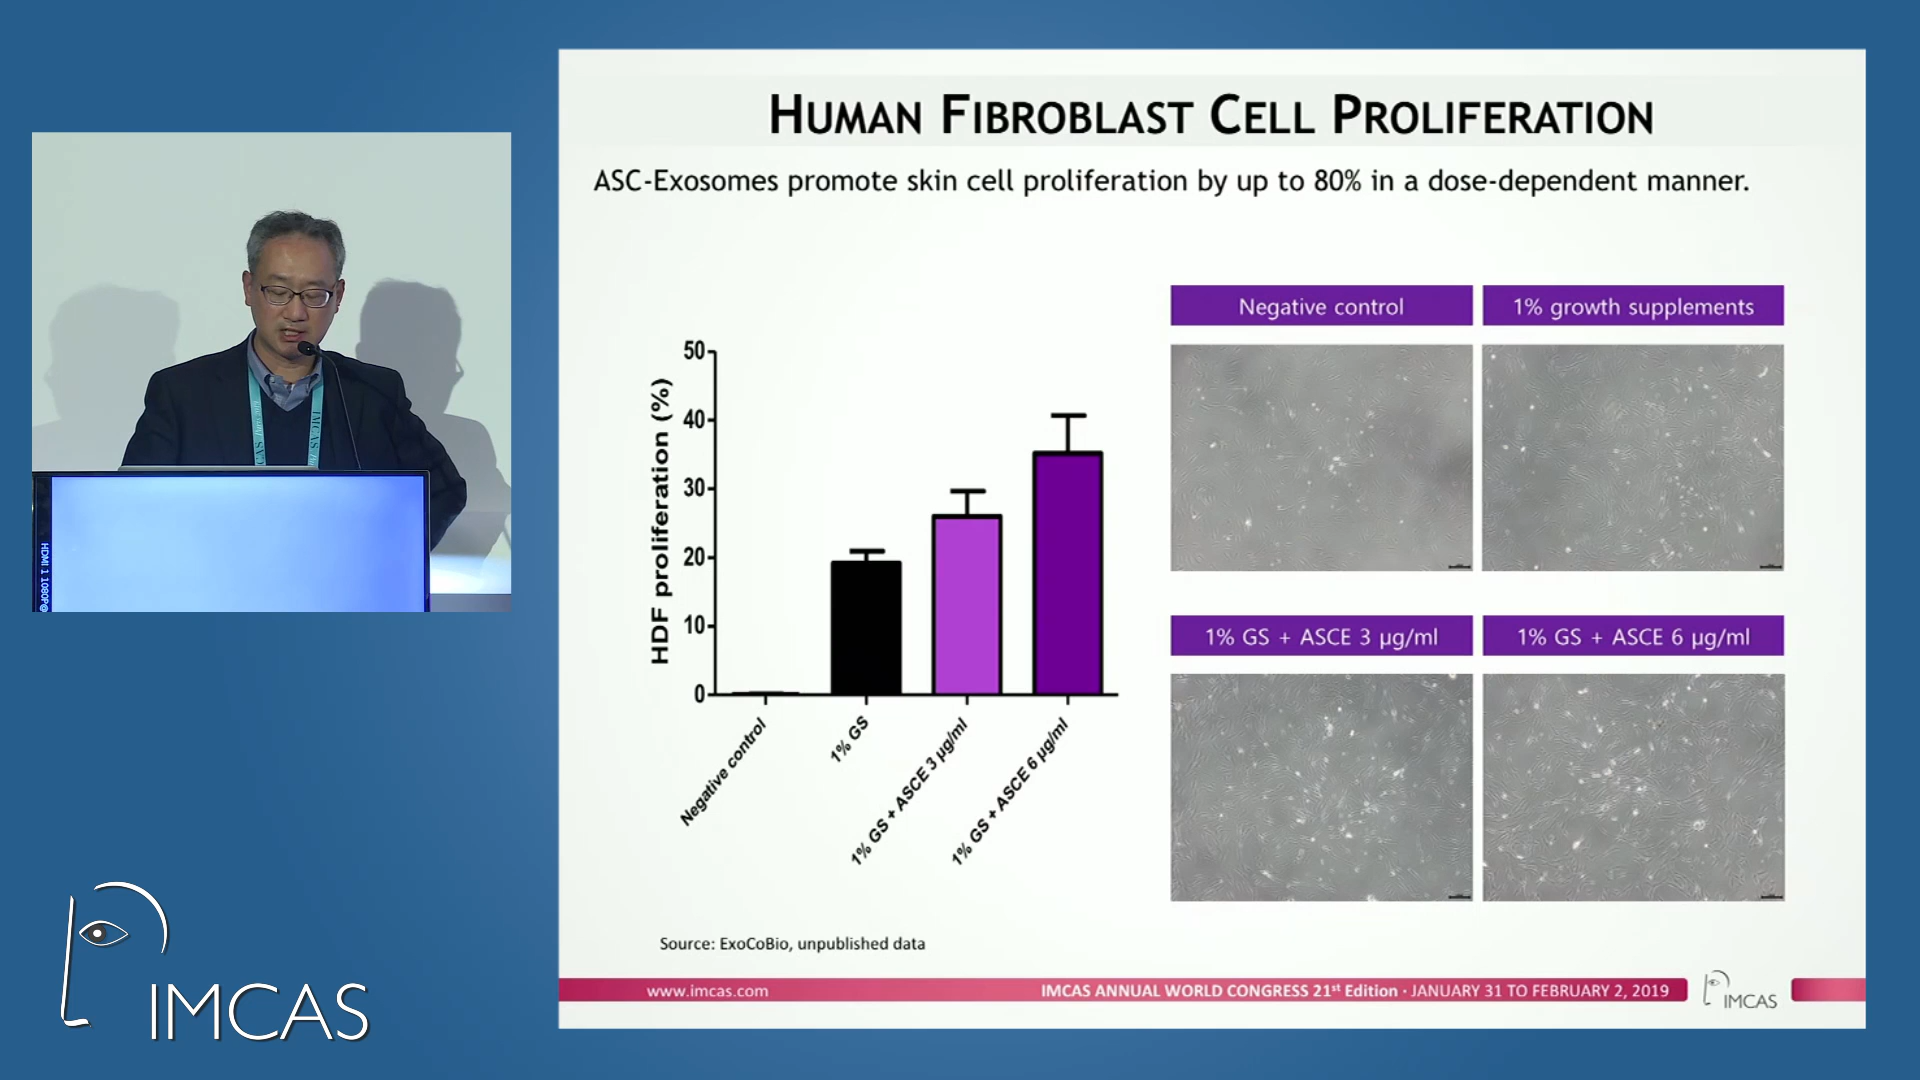 HUMAN FIBROBLAST CELL PROLIFERATION
ASC-Exosomes promote skin cell proliferation by up to 80% in a dose-dependent manner.
HDF proliferation (%)
50
40
30
20
10
0
Negative control
1% GS
1% GS + ASCE 3 µg/ml
1% GS + ASCE 6 µg/ml
Negative control
1% growth supplements
1% GS + ASCE 3 µg/ml
1% GS + ASCE 6 µg/ml
Source: ExoCoBio, unpublished data
www.imcas.com
IMCAS ANNUAL WORLD CONGRESS 21st Edition · JANUARY 31 TO FEBRUARY 2, 2019
IMCAS
HDMI 1 1080P@
IMCAS